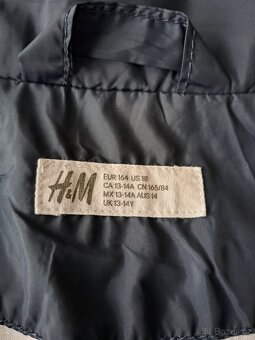 H&M
EUR 164 US 18
CA 13-14A CN 165/84
MX 13-14A AUS 14
UK 13-14Y